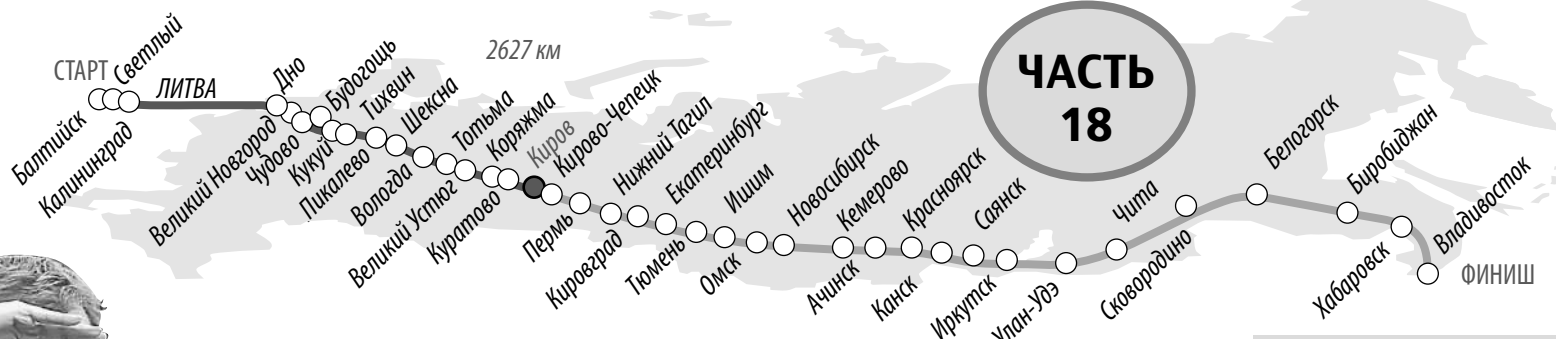 2627 км
ЧАСТЬ
18
СТАРТ
Балтийск
Светлый
Калининград
ЛИТВА
Дно
Великий Новгород
Чудово
Будогощь
Кукуй
Тихвин
Пикалево
Шексна
Вологда
Тотьма
Великий Устюг
Коряжма
Куратово
Киров
Кирово-Чепецк
Пермь
Нижний Тагил
Кировград
Екатеринбург
Тюмень
Ишим
Омск
Новосибирск
Кемерово
Ачинск
Красноярск
Канск
Саянск
Иркутск
Улан-Удэ
Чита
Сковородино
Белогорск
Биробиджан
Хабаровск
Владивосток
ФИНИШ